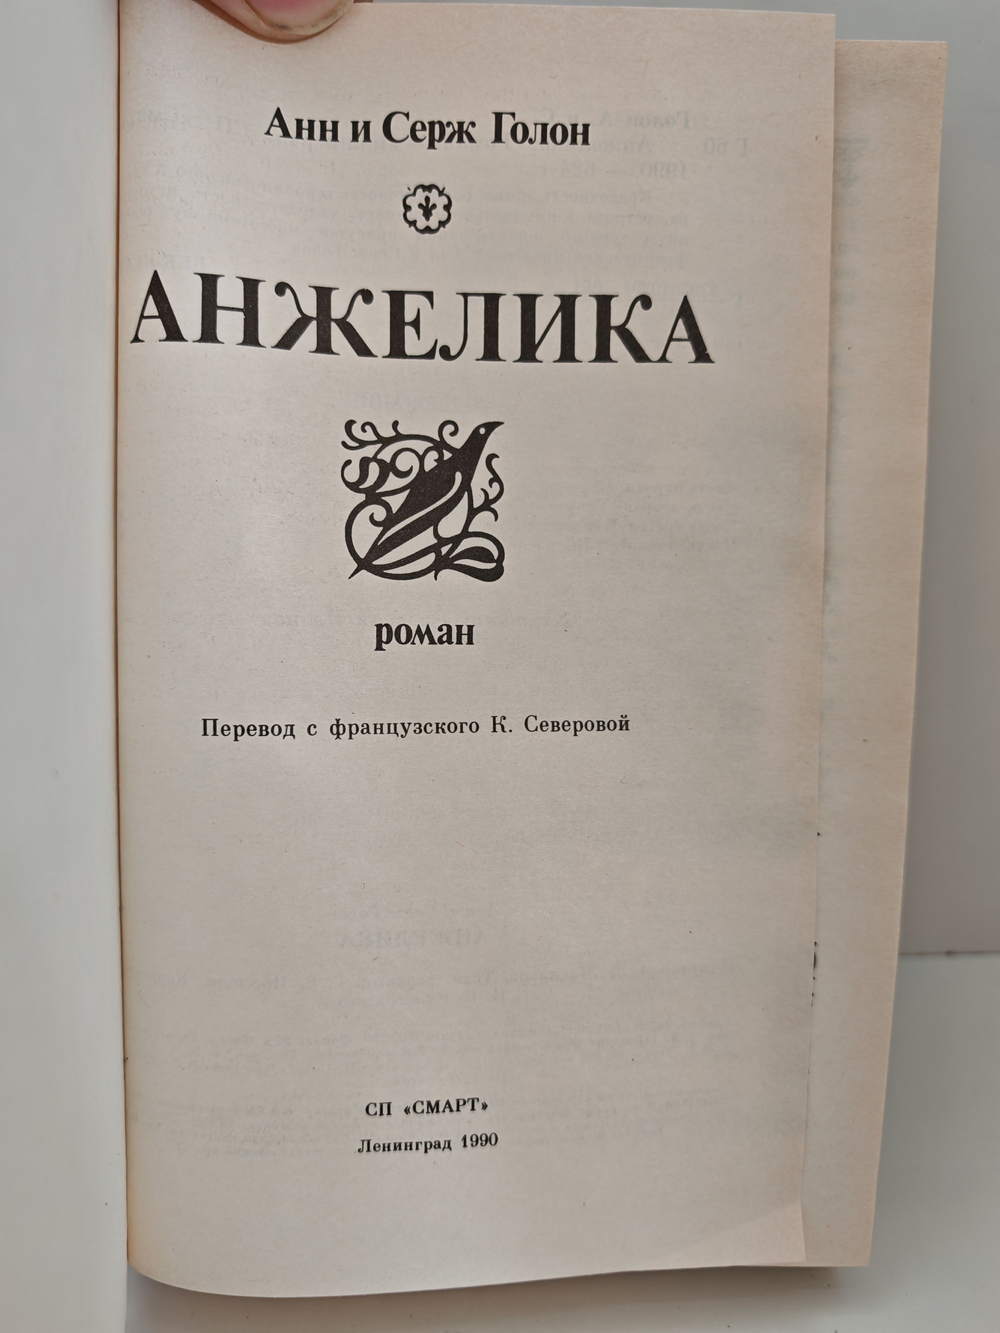 Анн и Серж Голон
АНЖЕЛИКА
роман
Перевод с французского К. Северовой
СП «СМАРТ»
Ленинград 1990